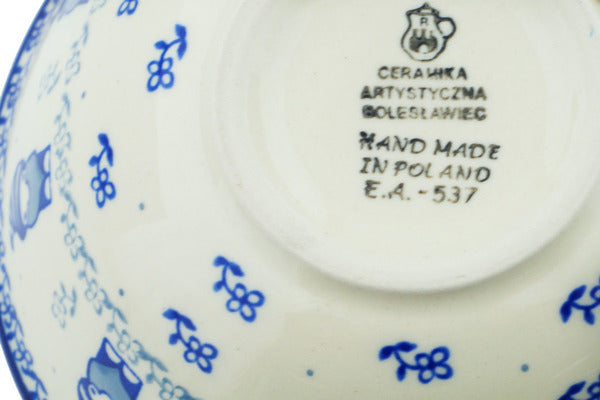 R
CERAMIKA
ARTYSTYCZNA
BOLESŁAWIEC
HAND MADE
IN POLAND
E.A. - 537